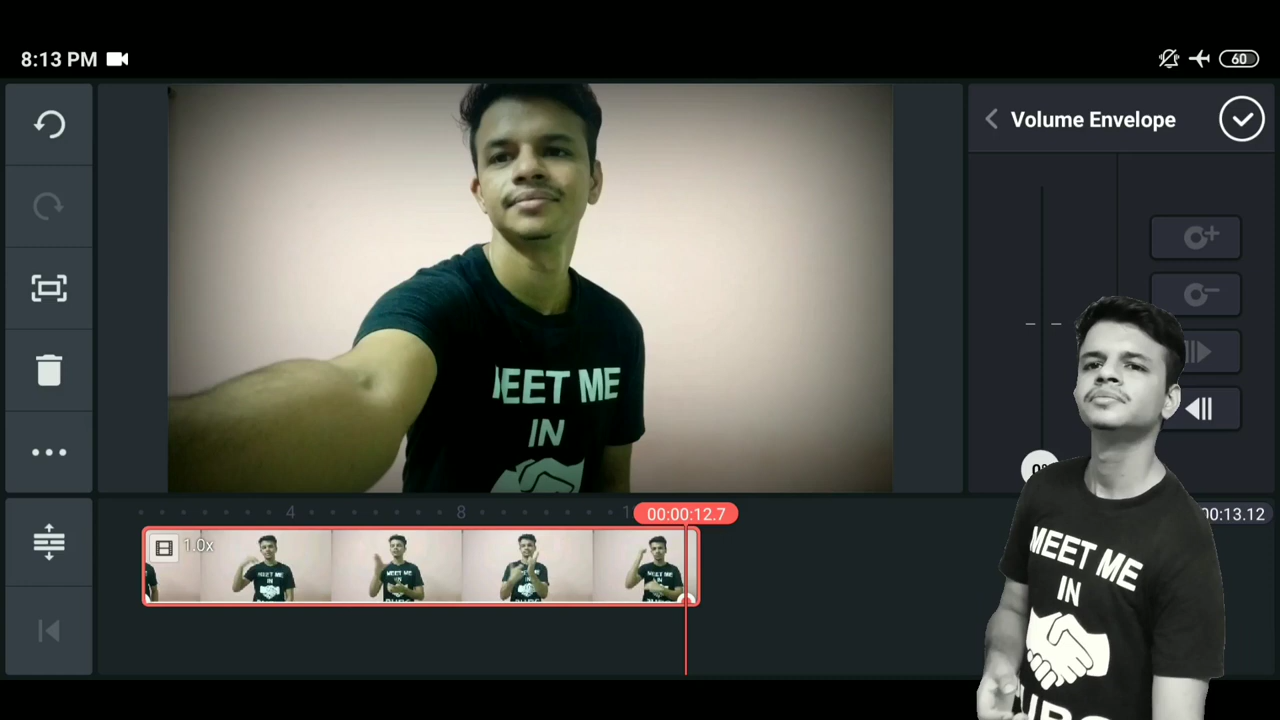 8:13 PM
60
Volume Envelope
MEET ME
IN
4
8
00:00:12.7
00:13.12
1.0x
MEET ME
IN